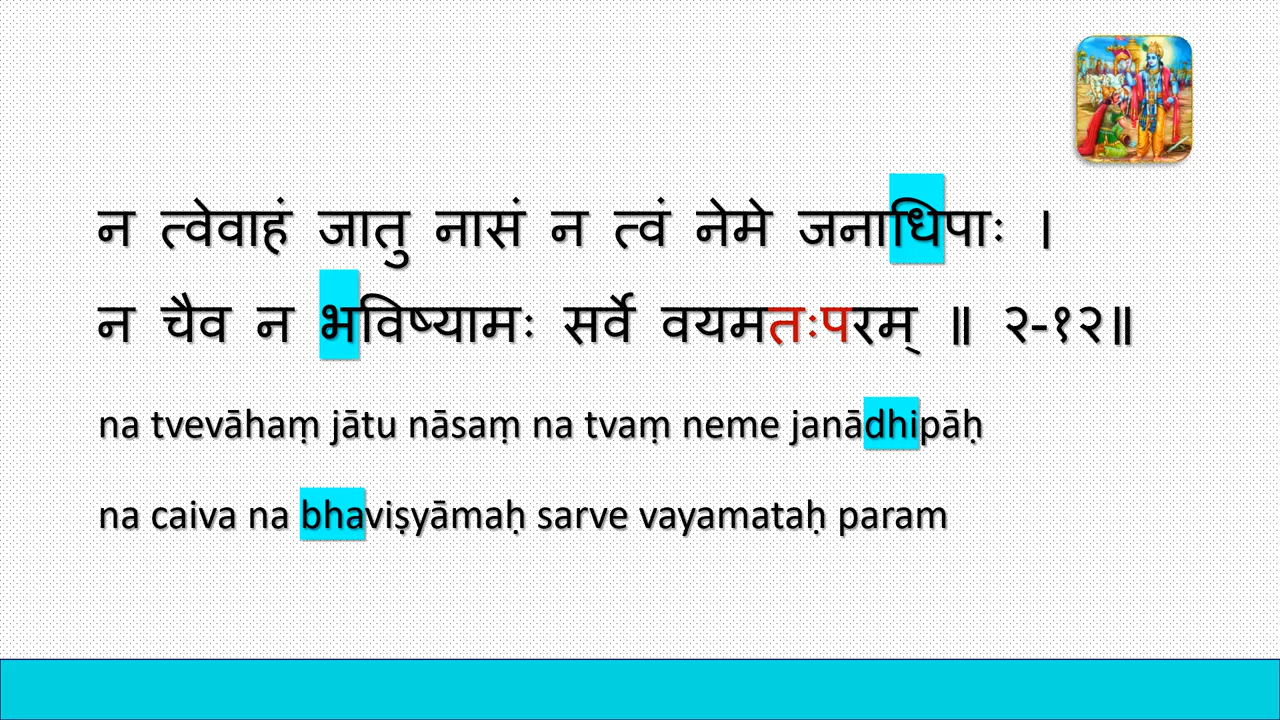 न त्वेवाहं जातु नासं न त्वं नेमे जनाधिपाः ।
न चैव न भविष्यामः सर्वे वयमतःपरम् ॥ २-१२॥
na tvevāhaṃ jātu nāsaṃ na tvaṃ neme janādhipāḥ
na caiva na bhaviṣyāmaḥ sarve vayamataḥ param